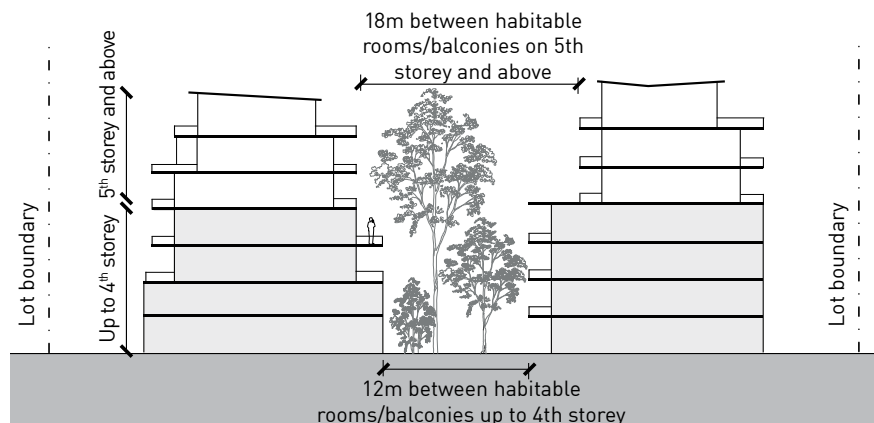 18m between habitable
rooms/balconies on 5th
storey and above
5th storey and above
Up to 4th storey
Lot boundary
Lot boundary
12m between habitable
rooms/balconies up to 4th storey